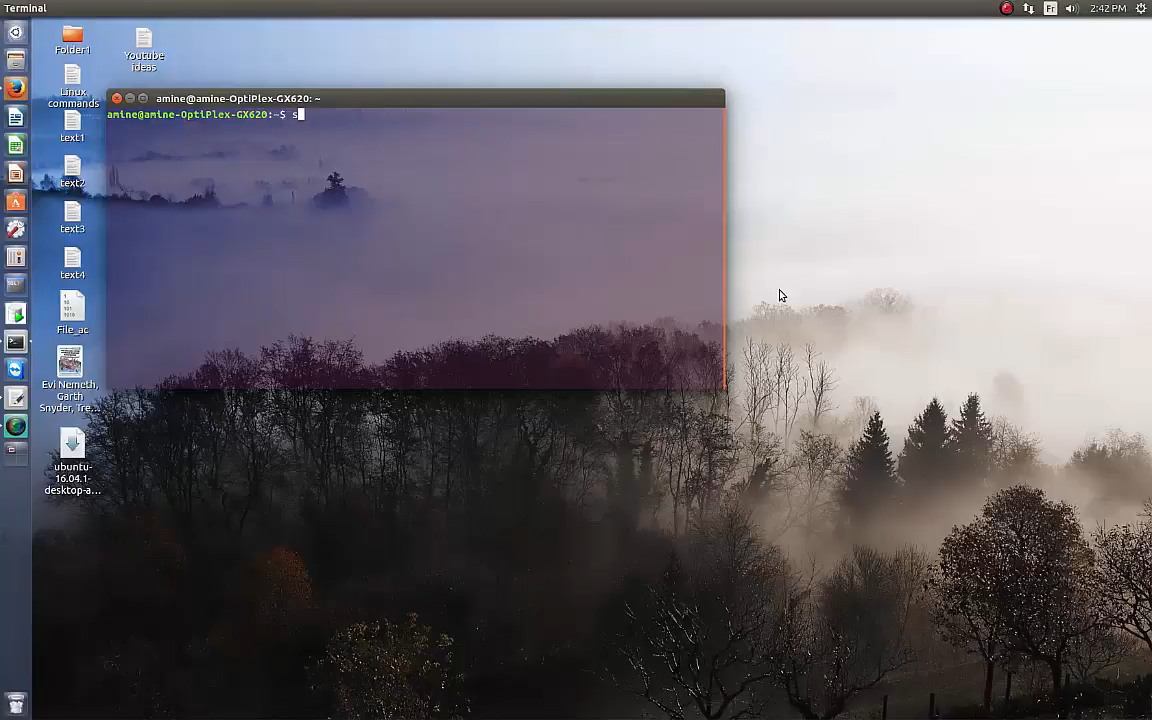 Terminal
Fr
2:42 PM
Folder1
Youtube
ideas
Linux
commands
text1
text2
text3
text4
File_ac
Evi Nemeth,
Garth
Snyder, Tre...
ubuntu-
16.04.1-
desktop-a...
amine@amine-OptiPlex-GX620: ~
amine@amine-OptiPlex-GX620:~$ s